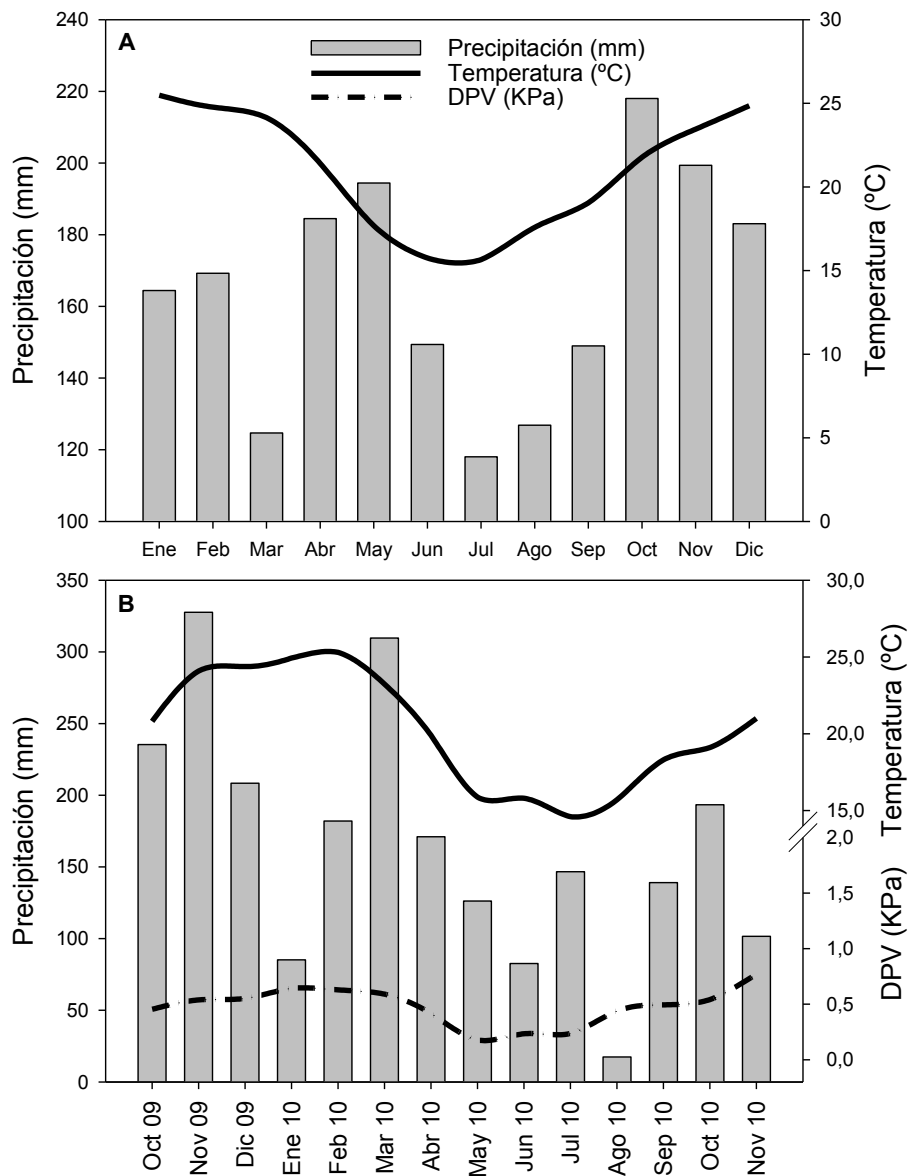 A
Precipitación (mm)
Temperatura (ºC)
DPV (KPa)
240
220
200
180
160
140
120
100
Precipitación (mm)
30
25
20
15
10
5
0
Temperatura (ºC)
Ene Feb Mar Abr May Jun Jul Ago Sep Oct Nov Dic
B
350
300
250
200
150
100
50
0
Precipitación (mm)
30,0
25,0
20,0
15,0
Temperatura (ºC)
2,0
1,5
1,0
0,5
0,0
DPV (KPa)
Oct 09
Nov 09
Dic 09
Ene 10
Feb 10
Mar 10
Abr 10
May 10
Jun 10
Jul 10
Ago 10
Sep 10
Oct 10
Nov 10